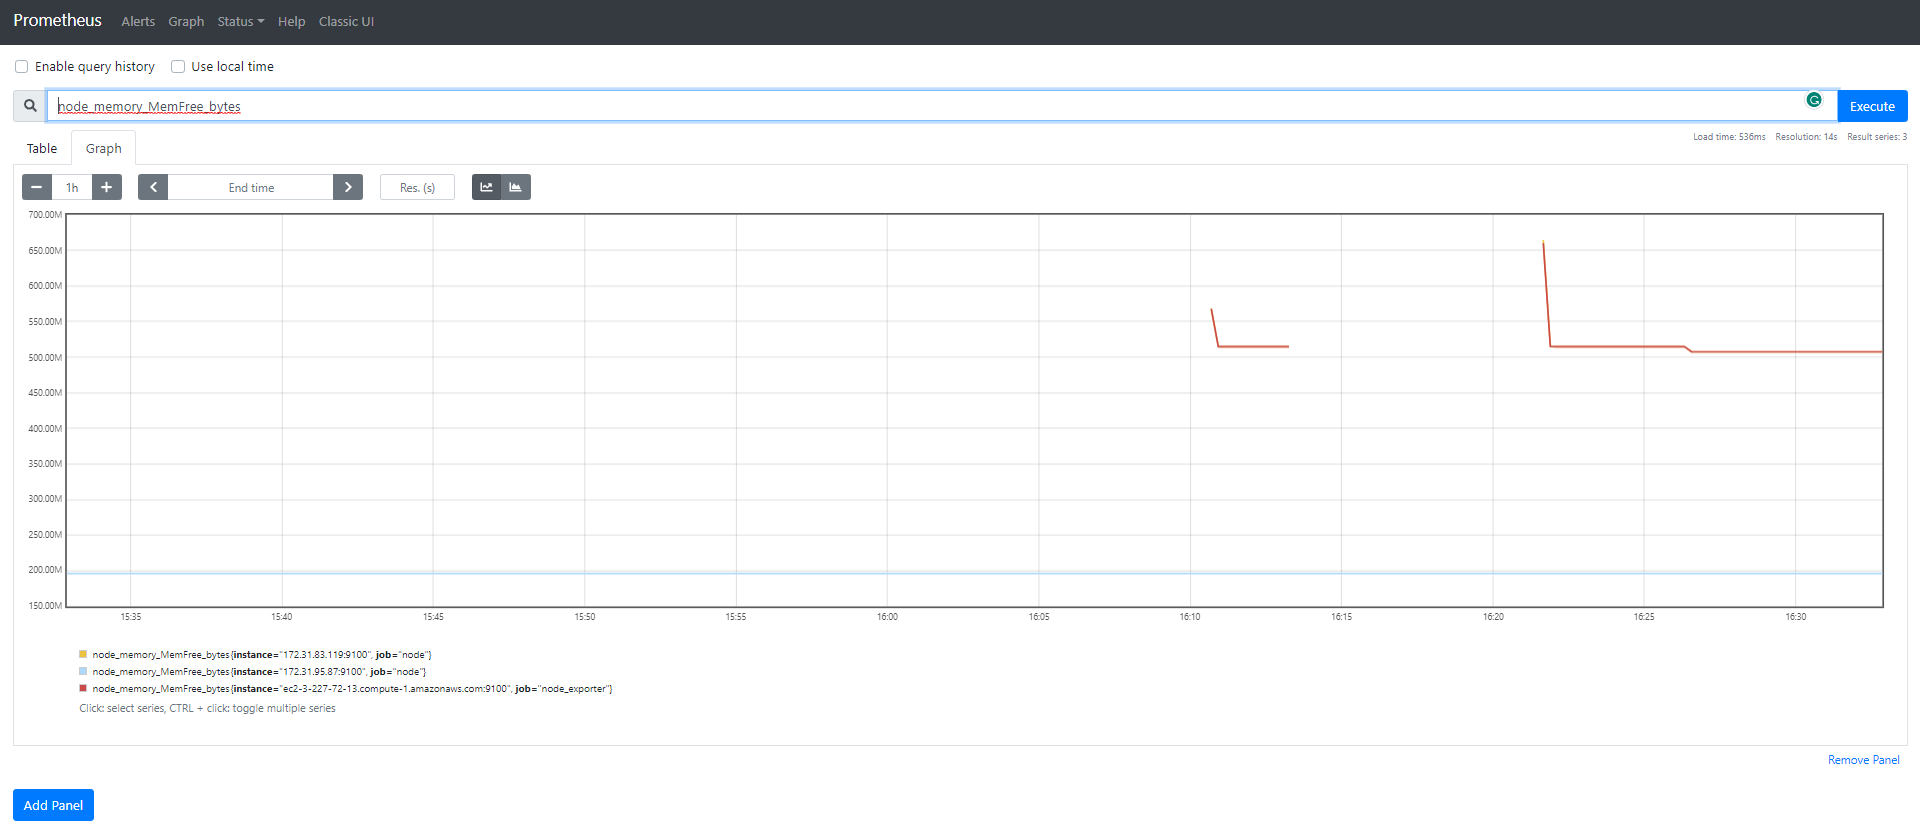 Prometheus Alerts Graph Status Help Classic UI
Enable query history Use local time
node_memory_MemFree_bytes Execute
Load time: 536ms Resolution: 14s Result series: 3
Table Graph
1h End time Res. (s)
700.00M
650.00M
600.00M
550.00M
500.00M
450.00M
400.00M
350.00M
300.00M
250.00M
200.00M
150.00M
15:35 15:40 15:45 15:50 15:55 16:00 16:05 16:10 16:15 16:20 16:25 16:30
node_memory_MemFree_bytes{instance="172.31.83.119:9100", job="node"}
node_memory_MemFree_bytes{instance="172.31.95.87:9100", job="node"}
node_memory_MemFree_bytes{instance="ec2-3-227-72-13.compute-1.amazonaws.com:9100", job="node_exporter"}
Click: select series, CTRL + click: toggle multiple series
Remove Panel
Add Panel